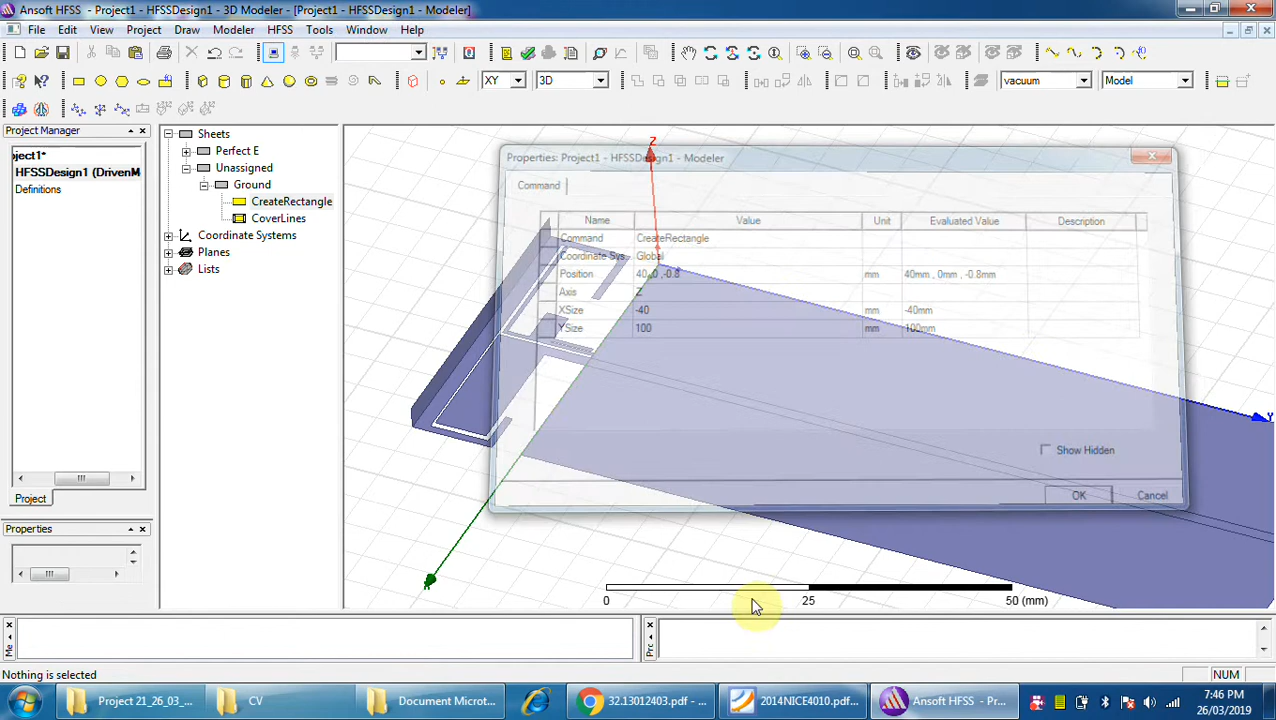 Ansoft HFSS - Project1 - HFSSDesign1 - 3D Modeler - [Project1 - HFSSDesign1 - Modeler]
File Edit View Project Draw Modeler HFSS Tools Window Help
XY 3D vacuum Model
Project Manager
oject1*
HFSSDesign1 (DrivenM
Definitions
Project
Properties
Sheets
Perfect E
Unassigned
Ground
CreateRectangle
CoverLines
Coordinate Systems
Planes
Lists
Z
Properties: Project1 - HFSSDesign1 - Modeler
Command
Name Value Unit Evaluated Value Description
Command CreateRectangle
Coordinate Sys... Global
Position 40 ,0 ,-0.8 mm 40mm , 0mm , -0.8mm
Axis Z
XSize -40 mm -40mm
YSize 100 mm 100mm
Show Hidden
OK Cancel
Y
0 25 50 (mm)
Nothing is selected
NUM
Project 21_26_03_...
CV
Document Microt...
32.13012403.pdf - ...
2014NICE4010.pdf...
Ansoft HFSS - Pr...
7:46 PM
26/03/2019